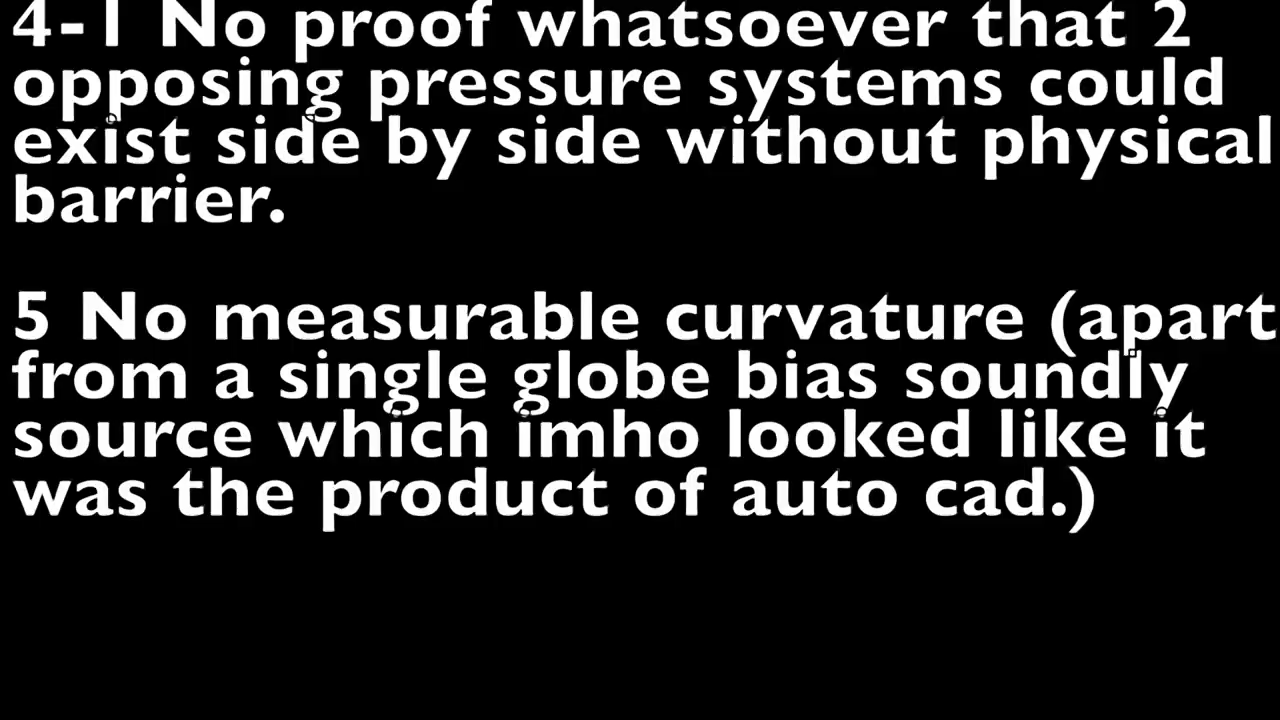 4-1 No proof whatsoever that 2
opposing pressure systems could
exist side by side without physical
barrier.
5 No measurable curvature (apart
from a single globe bias soundly
source which imho looked like it
was the product of auto cad.)